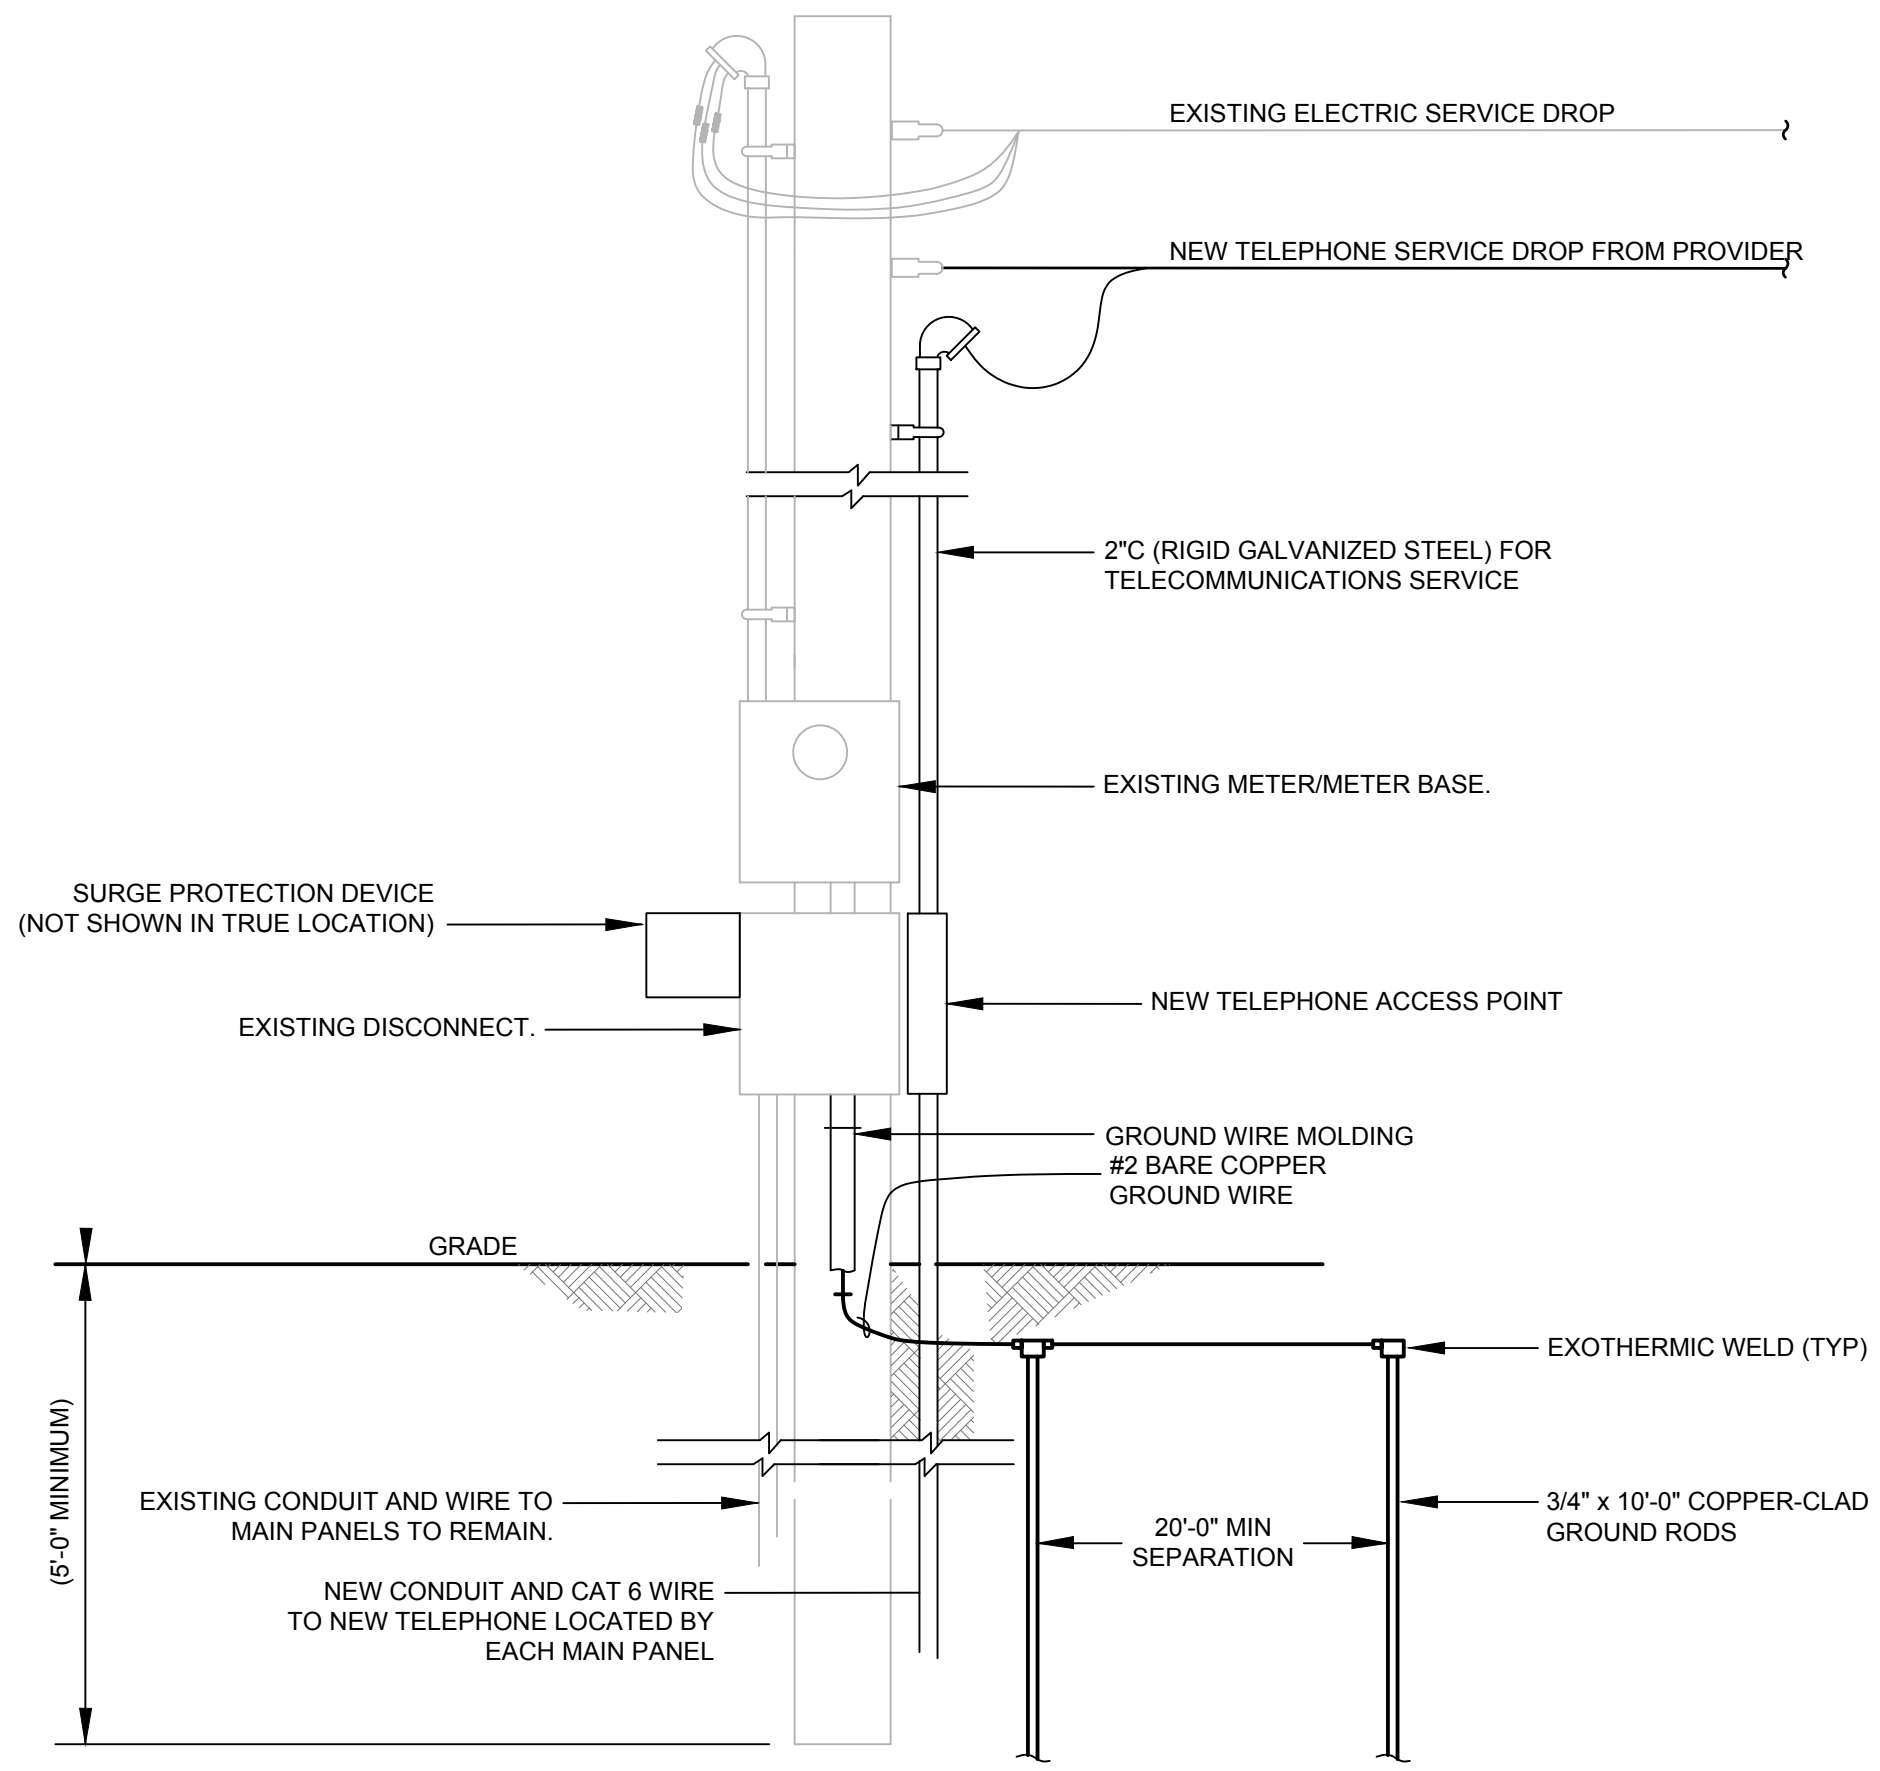 EXISTING ELECTRIC SERVICE DROP
NEW TELEPHONE SERVICE DROP FROM PROVIDER
2"C (RIGID GALVANIZED STEEL) FOR
TELECOMMUNICATIONS SERVICE
EXISTING METER/METER BASE.
SURGE PROTECTION DEVICE
(NOT SHOWN IN TRUE LOCATION)
NEW TELEPHONE ACCESS POINT
EXISTING DISCONNECT.
GROUND WIRE MOLDING
#2 BARE COPPER
GROUND WIRE
GRADE
EXOTHERMIC WELD (TYP)
(5'-0" MINIMUM)
EXISTING CONDUIT AND WIRE TO
MAIN PANELS TO REMAIN.
3/4" x 10'-0" COPPER-CLAD
GROUND RODS
20'-0" MIN
SEPARATION
NEW CONDUIT AND CAT 6 WIRE
TO NEW TELEPHONE LOCATED BY
EACH MAIN PANEL